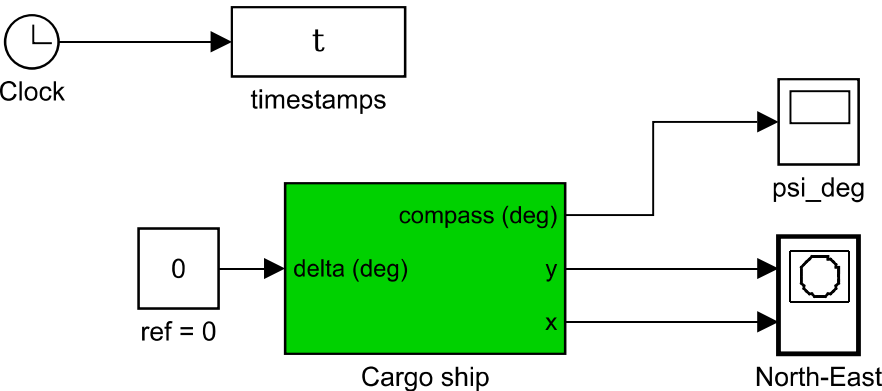 t
Clock
timestamps
psi_deg
compass (deg)
0
delta (deg)
y
x
ref = 0
Cargo ship
North-East